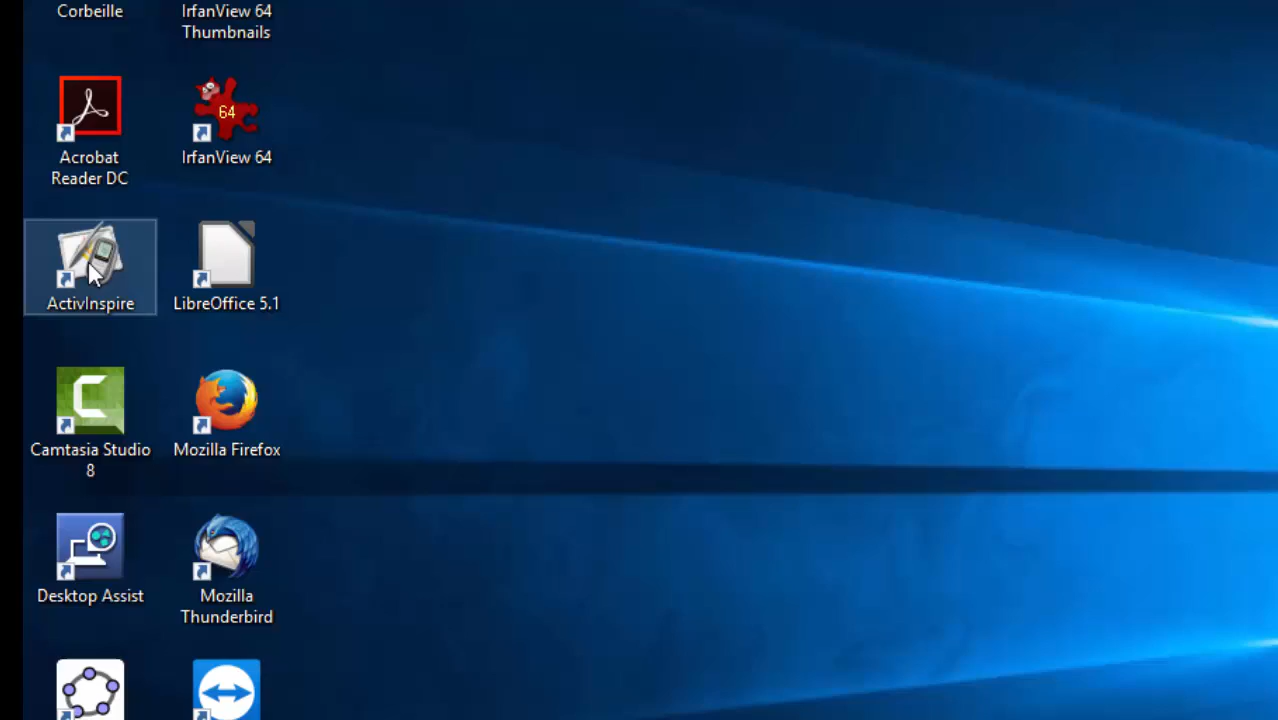 Corbeille
IrfanView 64
Thumbnails
Acrobat
Reader DC
64
IrfanView 64
ActivInspire
LibreOffice 5.1
Camtasia Studio
8
Mozilla Firefox
Desktop Assist
Mozilla
Thunderbird